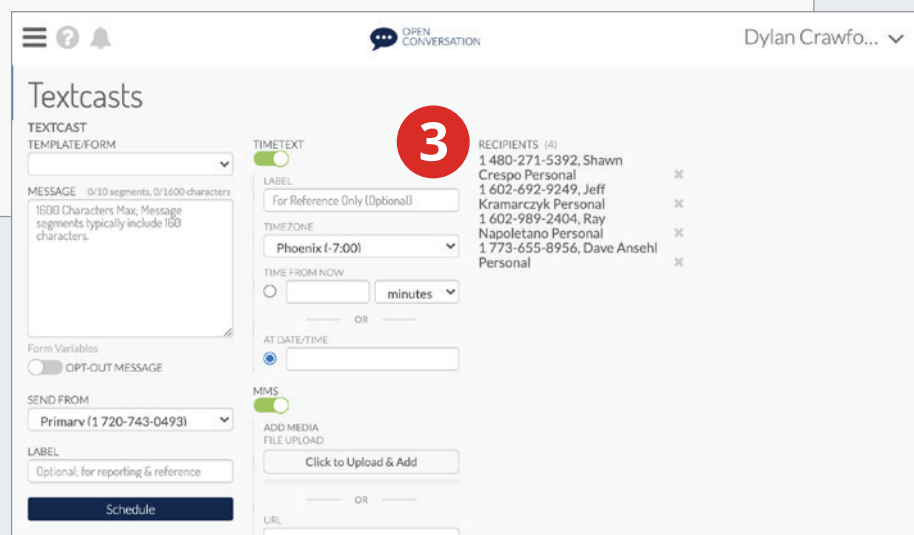 OPEN
CONVERSATION
Dylan Crawfo...
Textcasts
TEXTCAST
TEMPLATE/FORM
MESSAGE 0/10 segments, 0/1600 characters
1600 Characters Max; Message
segments typically include 160
characters.
Form Variables
OPT-OUT MESSAGE
SEND FROM
Primary (1 720-743-0493)
LABEL
Optional; for reporting & reference
Schedule
TIMETEXT
LABEL
For Reference Only (Optional)
TIMEZONE
Phoenix (-7:00)
TIME FROM NOW
minutes
OR
AT DATE/TIME
MMS
ADD MEDIA
FILE UPLOAD
Click to Upload & Add
OR
URL
3
RECIPIENTS (4)
1 480-271-5392, Shawn
Crespo Personal
1 602-692-9249, Jeff
Kramarczyk Personal
1 602-989-2404, Ray
Napoletano Personal
1 773-655-8956, Dave Ansehl
Personal